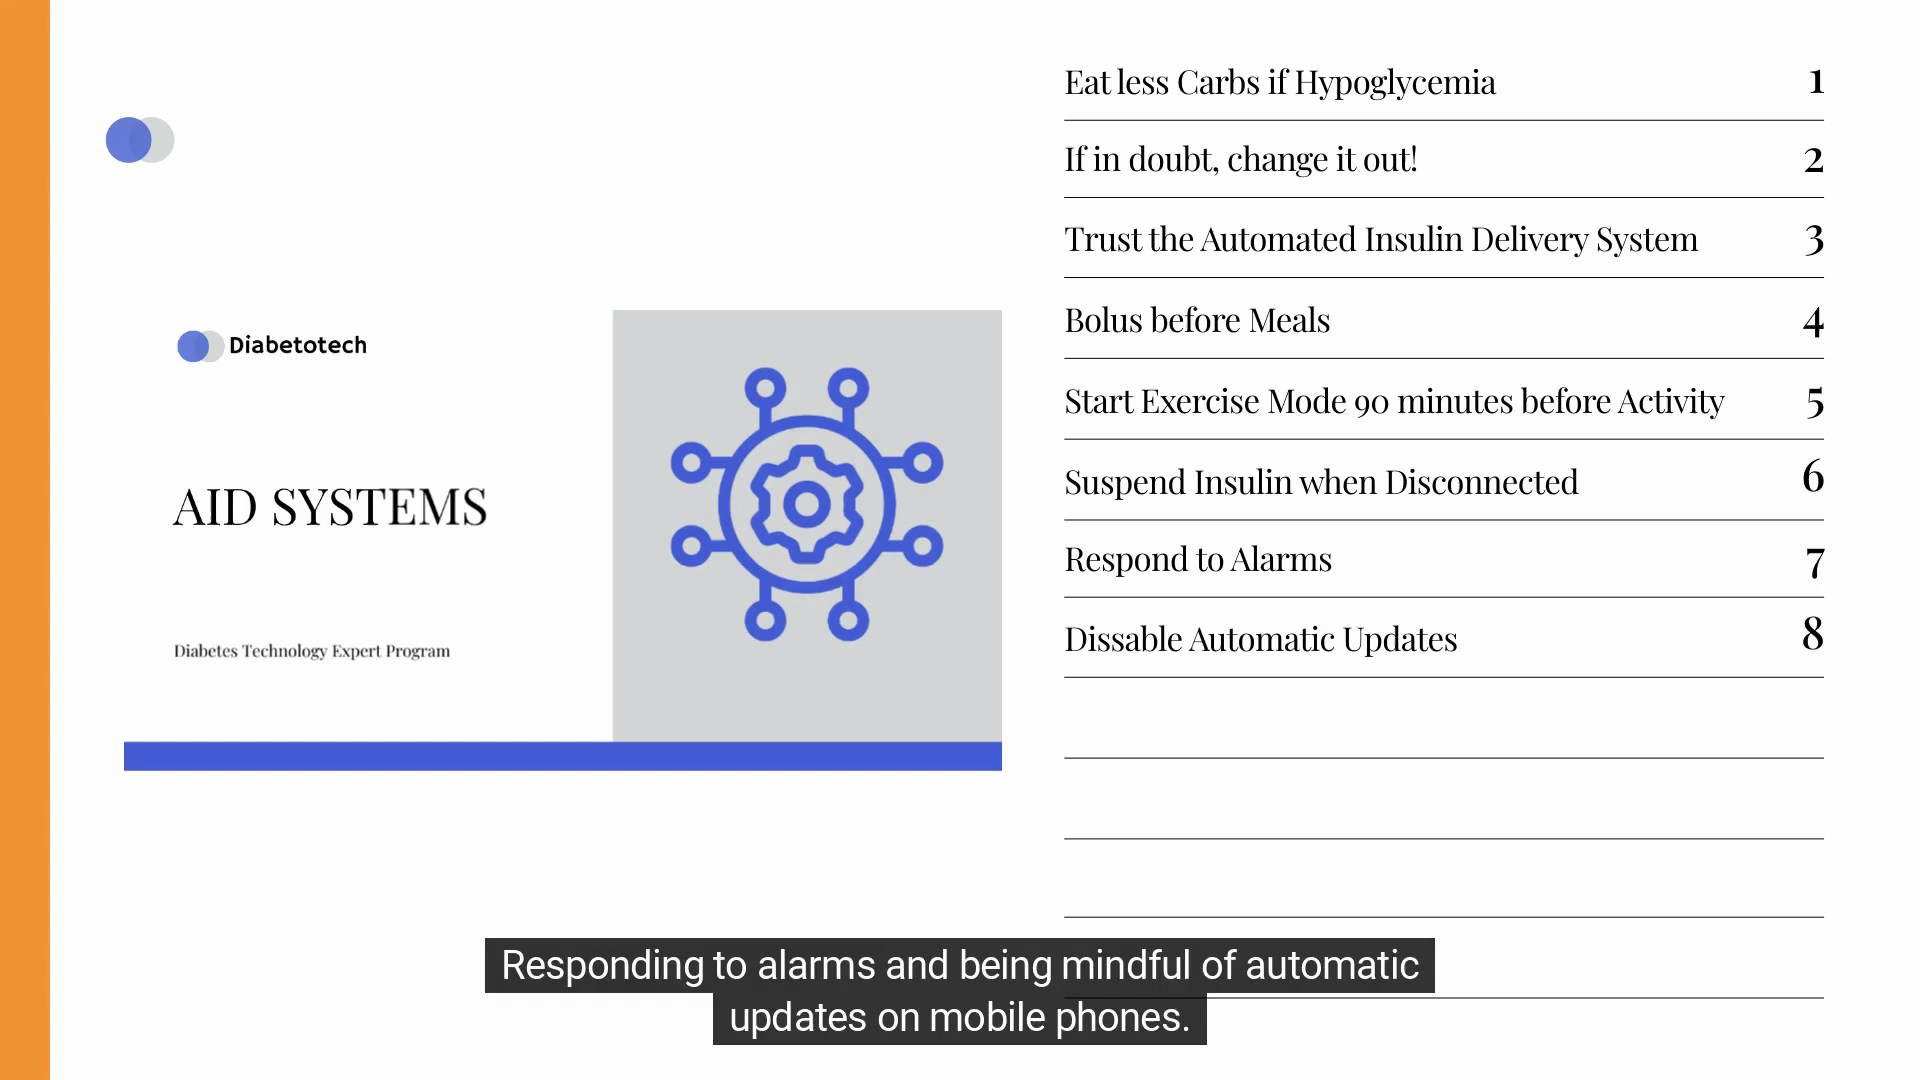 Diabetotech
AID SYSTEMS
Diabetes Technology Expert Program
Eat less Carbs if Hypoglycemia 1
If in doubt, change it out! 2
Trust the Automated Insulin Delivery System 3
Bolus before Meals 4
Start Exercise Mode 90 minutes before Activity 5
Suspend Insulin when Disconnected 6
Respond to Alarms 7
Dissable Automatic Updates 8
Responding to alarms and being mindful of automatic
updates on mobile phones.